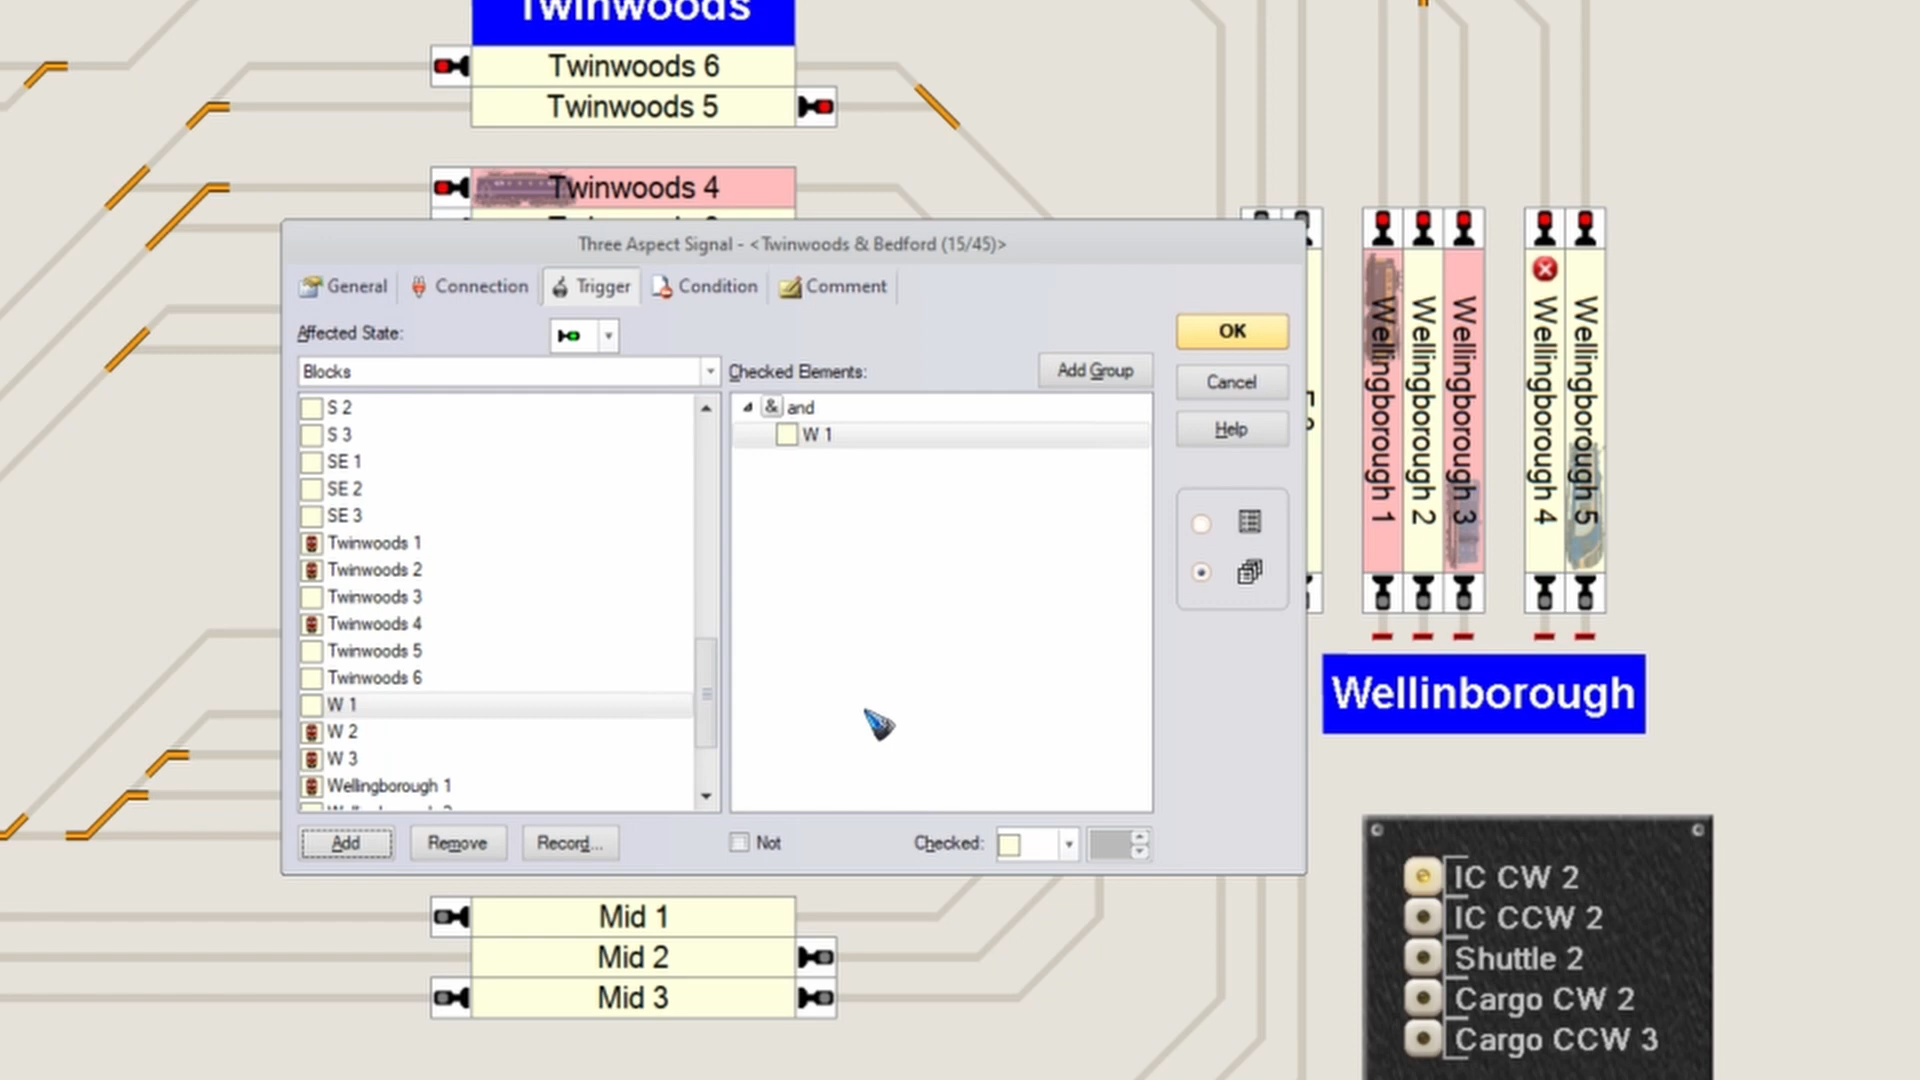 Twinwoods
Twinwoods 6
Twinwoods 5
Twinwoods 4
Three Aspect Signal - <Twinwoods & Bedford (15/45)>
General
Connection
Trigger
Condition
Comment
Affected State:
Blocks
Checked Elements:
Add Group
S 2
S 3
SE 1
SE 2
SE 3
Twinwoods 1
Twinwoods 2
Twinwoods 3
Twinwoods 4
Twinwoods 5
Twinwoods 6
W 1
W 2
W 3
Wellingborough 1
& and
W 1
OK
Cancel
Help
Add
Remove
Record...
Not
Checked:
Wellingborough 1
Wellingborough 2
Wellingborough 3
Wellingborough 4
Wellingborough 5
Wellinborough
Mid 1
Mid 2
Mid 3
IC CW 2
IC CCW 2
Shuttle 2
Cargo CW 2
Cargo CCW 3